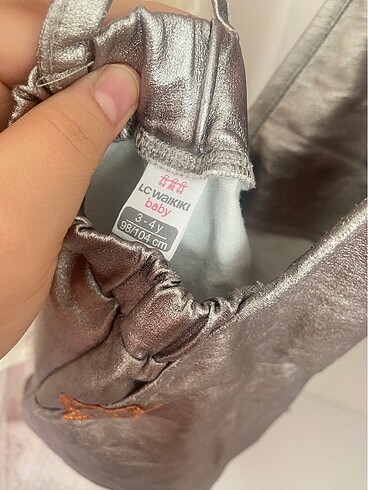 LC WAIKIKI
baby
3 - 4 y
98/104 cm